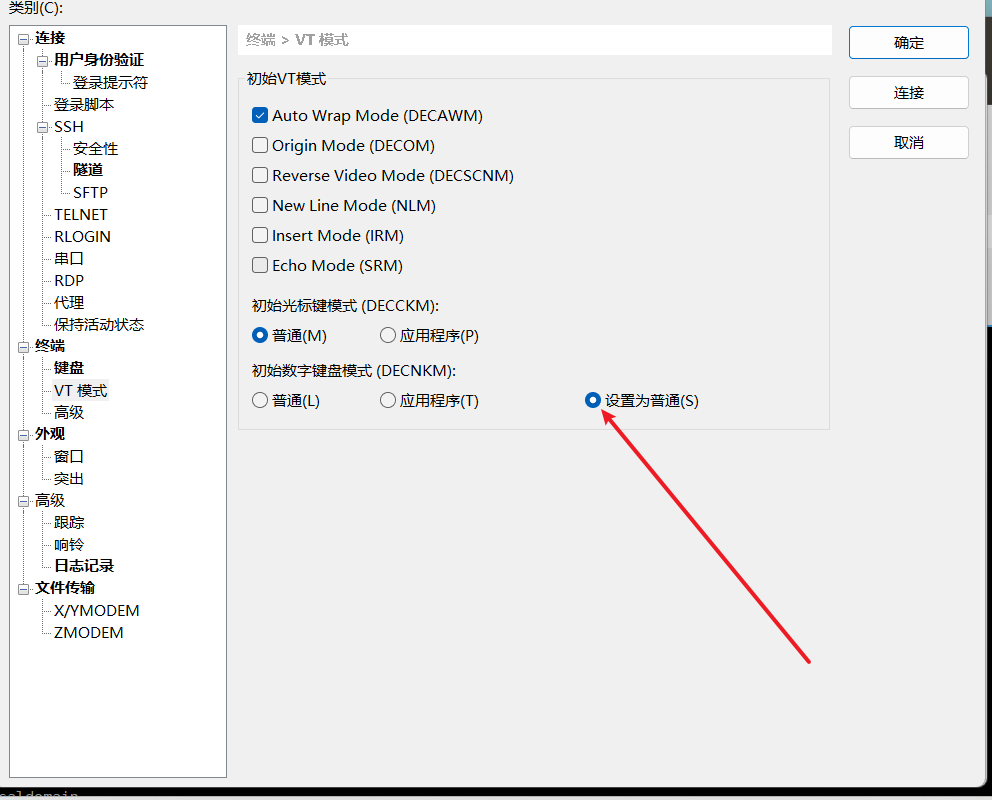 类别(C):
连接
用户身份验证
登录提示符
登录脚本
SSH
安全性
隧道
SFTP
TELNET
RLOGIN
串口
RDP
代理
保持活动状态
终端
键盘
VT 模式
高级
外观
窗口
突出
高级
跟踪
响铃
日志记录
文件传输
X/YMODEM
ZMODEM
终端 > VT 模式
初始VT模式
Auto Wrap Mode (DECAWM)
Origin Mode (DECOM)
Reverse Video Mode (DECSCNM)
New Line Mode (NLM)
Insert Mode (IRM)
Echo Mode (SRM)
初始光标键模式 (DECCKM):
普通(M) 应用程序(P)
初始数字键盘模式 (DECNKM):
普通(L) 应用程序(T) 设置为普通(S)
确定
连接
取消